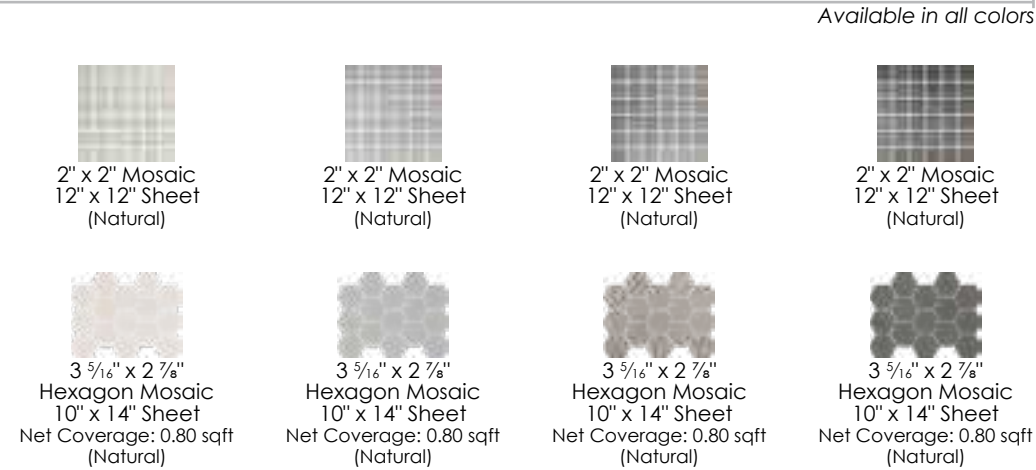 Available in all colors
2" x 2" Mosaic
12" x 12" Sheet
(Natural)
2" x 2" Mosaic
12" x 12" Sheet
(Natural)
2" x 2" Mosaic
12" x 12" Sheet
(Natural)
2" x 2" Mosaic
12" x 12" Sheet
(Natural)
3 5⁄16" x 2 ⅞"
Hexagon Mosaic
10" x 14" Sheet
Net Coverage: 0.80 sqft
(Natural)
3 5⁄16" x 2 ⅞"
Hexagon Mosaic
10" x 14" Sheet
Net Coverage: 0.80 sqft
(Natural)
3 5⁄16" x 2 ⅞"
Hexagon Mosaic
10" x 14" Sheet
Net Coverage: 0.80 sqft
(Natural)
3 5⁄16" x 2 ⅞"
Hexagon Mosaic
10" x 14" Sheet
Net Coverage: 0.80 sqft
(Natural)